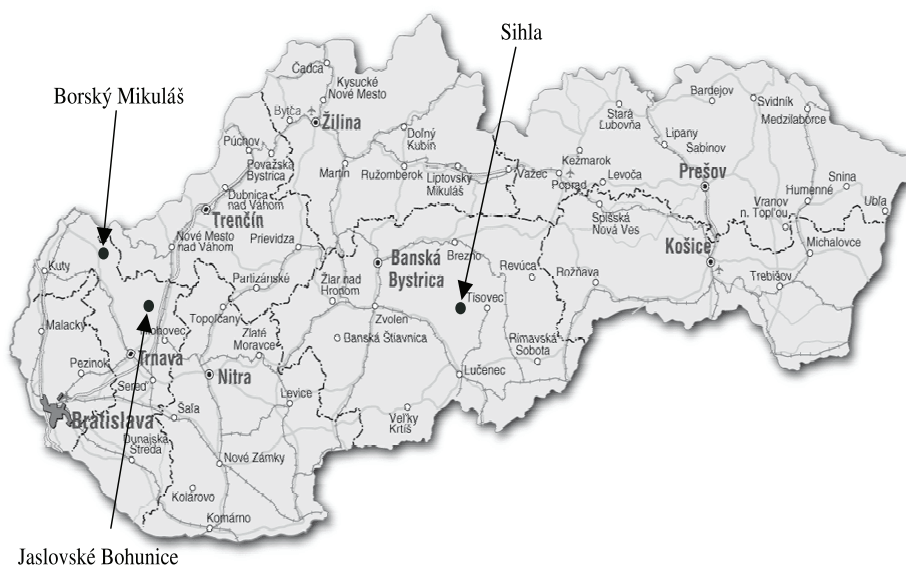 Sihla
Borský Mikuláš
Čadca
Kysucké
Nové Mesto
Bytča
Žilina
Bardejov
Svidník
Medzilaborce
Stará
Ľubovňa
Lipany
Sabinov
Dolný
Kubín
Púchov
Považská
Bystrica
Martin
Ružomberok
Liptovský
Mikuláš
Važec
Kežmarok
Poprad
Levoča
Prešov
Snina
Humenné
Dubnica
nad Váhom
Trenčín
Vranov
n. Topľou
Ubľa
Spišská
Nová Ves
Nové Mesto
nad Váhom
Prievidza
Košice
Michalovce
Kuty
Banská
Bystrica
Brezno
Revúca
Rožňava
Trebišov
Partizánske
Žiar nad
Hronom
Tisovec
Topoľčany
Zvolen
Malacky
Hlohovec
Zlaté
Moravce
Banská Štiavnica
Rimavská
Sobota
Pezinok
Trnava
Nitra
Lučenec
Sereď
Levice
Šaľa
Veľký
Krtíš
Bratislava
Dunajská
Streda
Nové Zámky
Kolárovo
Komárno
Jaslovské Bohunice